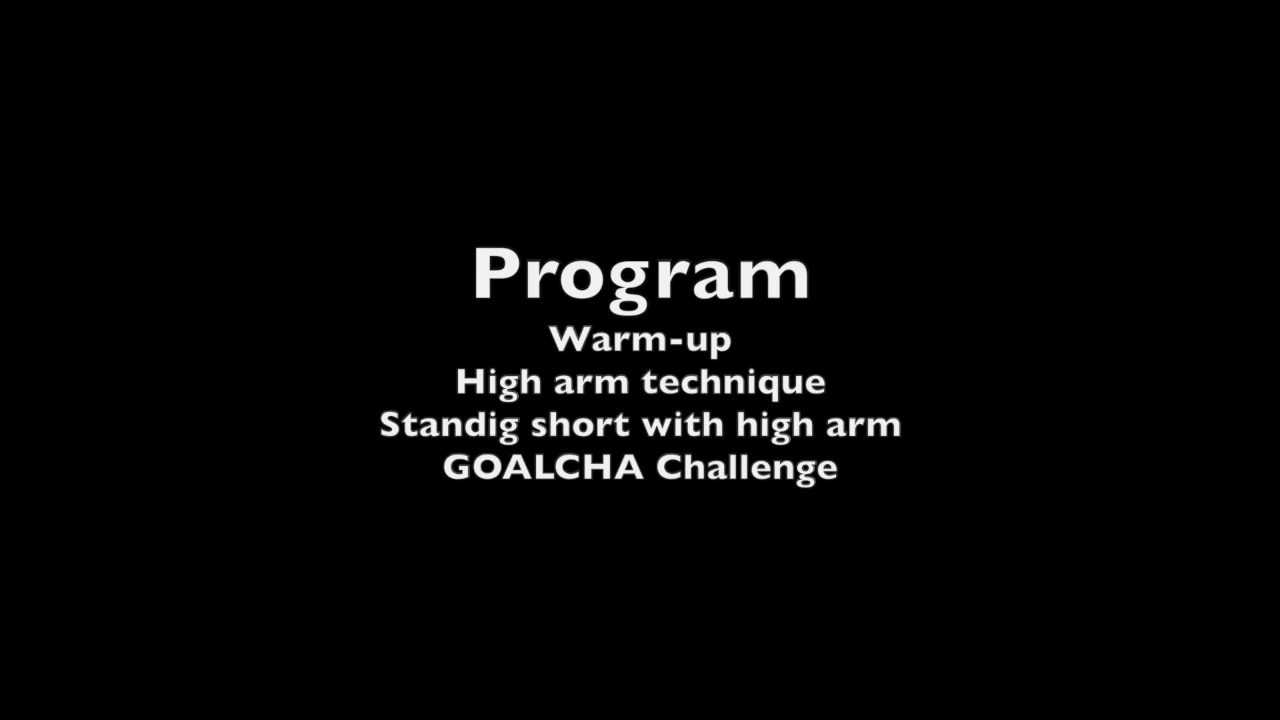 Program
Warm-up
High arm technique
Standig short with high arm
GOALCHA Challenge